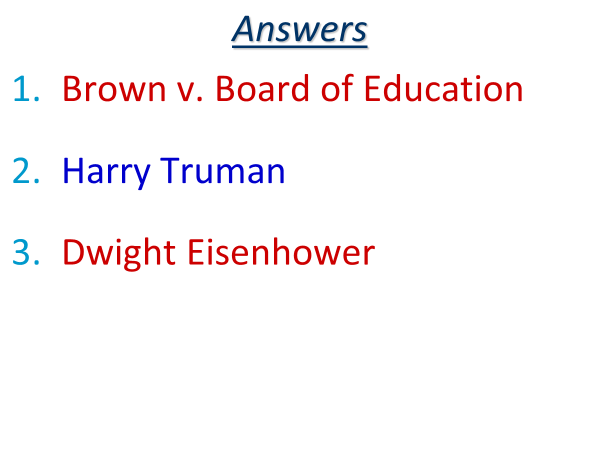 Answers
1. Brown v. Board of Education
2. Harry Truman
3. Dwight Eisenhower